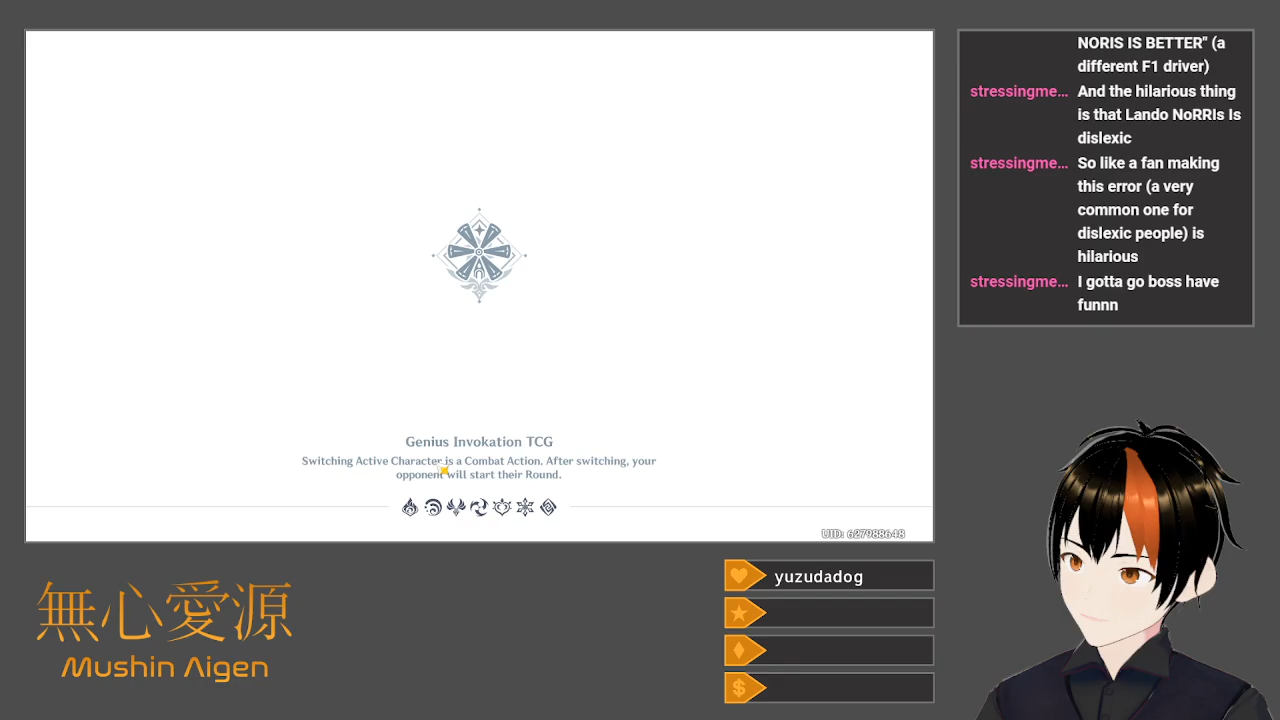 NORIS IS BETTER" (a
different F1 driver)
stressingme... And the hilarious thing
is that Lando NoRRIs Is
dislexic
stressingme... So like a fan making
this error (a very
common one for
dislexic people) is
hilarious
stressingme... I gotta go boss have
funnn
Genius Invokation TCG
Switching Active Character is a Combat Action. After switching, your
opponent will start their Round.
UID: 627988648
yuzudadog
無心愛源
Mushin Aigen